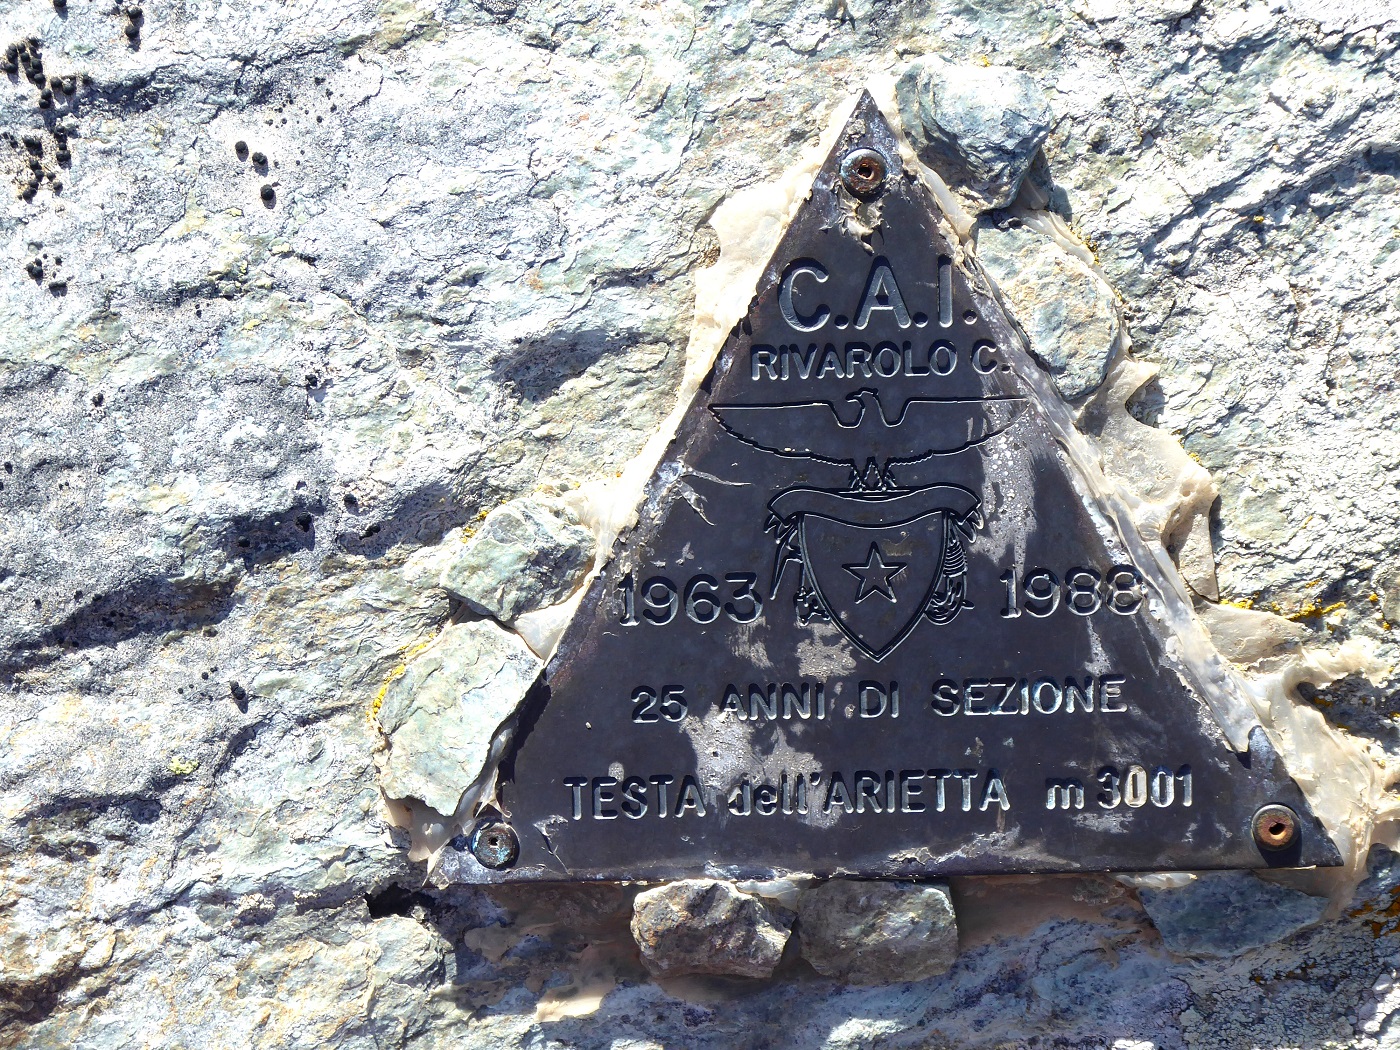 C.A.I.
RIVAROLO C.
1963 1988
25 ANNI DI SEZIONE
TESTA dell'ARIETTA m 3001